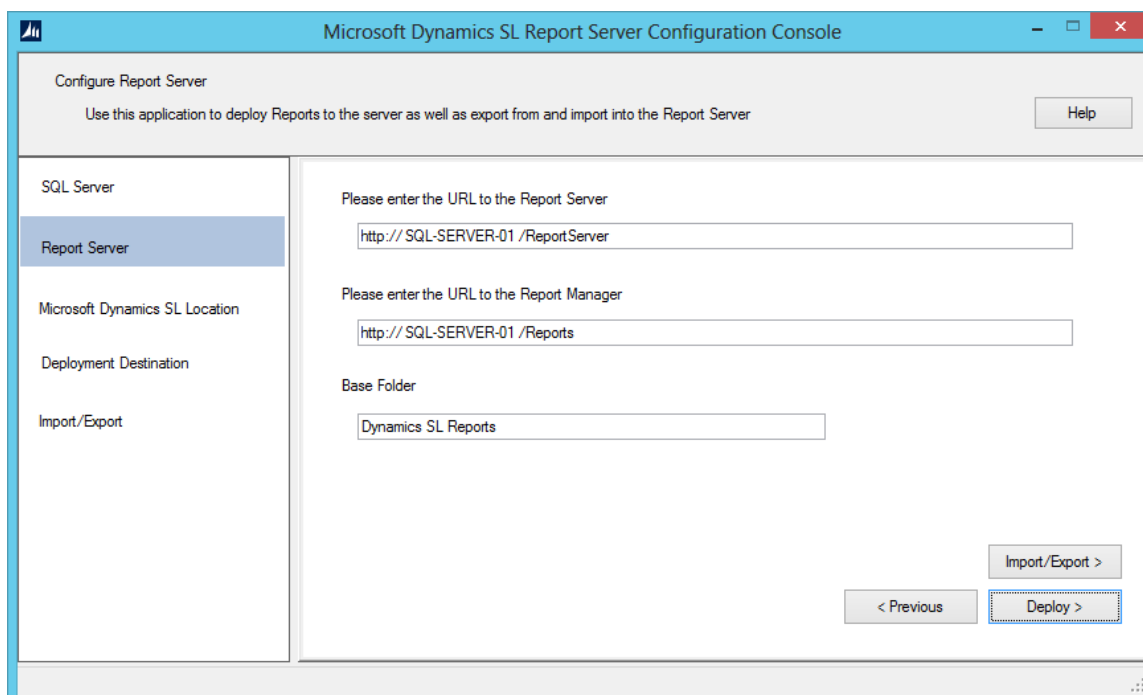 Microsoft Dynamics SL Report Server Configuration Console
Configure Report Server
Use this application to deploy Reports to the server as well as export from and import into the Report Server
Help
SQL Server
Report Server
Microsoft Dynamics SL Location
Deployment Destination
Import/Export
Please enter the URL to the Report Server
http:// SQL-SERVER-01 /ReportServer
Please enter the URL to the Report Manager
http:// SQL-SERVER-01 /Reports
Base Folder
Dynamics SL Reports
Import/Export >
< Previous
Deploy >